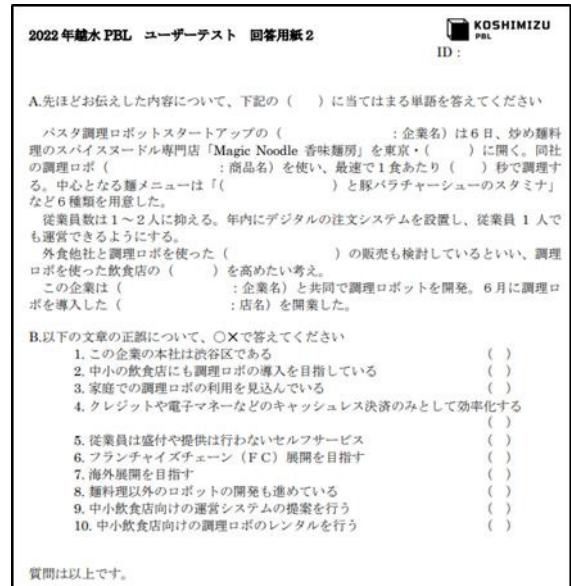 2022年越水PBL ユーザーテスト 回答用紙2
KOSHIMIZU
PBL
ID：
A.先ほどお伝えした内容について、下記の（　　）に当てはまる単語を答えてください
パスタ調理ロボットスタートアップの（　　　　　　　　：企業名）は６日、炒め麺料
理のスパイスヌードル専門店「Magic Noodle 香味麺房」を東京・（　　　）に開く。同社
の調理ロボ（　　　　　　　　：商品名）を使い、最速で１食あたり（　　）秒で調理す
る。中心となる麺メニューは「（　　　　　　　　）と豚バラチャーシューのスタミナ」
など６種類を用意した。
従業員数は１～２人に抑える。年内にデジタルの注文システムを設置し、従業員 1 人で
も運営できるようにする。
外食他社と調理ロボを使った（　　　　　　　　）の販売も検討しているといい、調理
ロボを使った飲食店の（　　　）を高めたい考え。
この企業は（　　　　　　　　：企業名）と共同で調理ロボットを開発。６月に調理ロ
ボを導入した（　　　　　　　　：店名）を開業した。
B.以下の文章の正誤について、○×で答えてください
1. この企業の本社は渋谷区である　（　）
2. 中小の飲食店にも調理ロボの導入を目指している　（　）
3. 家庭での調理ロボの利用を見込んでいる　（　）
4. クレジットや電子マネーなどのキャッシュレス決済のみとして効率化する
（　）
5. 従業員は盛付や提供は行わないセルフサービス　（　）
6. フランチャイズチェーン（ＦＣ）展開を目指す　（　）
7. 海外展開を目指す　（　）
8. 麺料理以外のロボットの開発も進めている　（　）
9. 中小飲食店向けの運営システムの提案を行う　（　）
10. 中小飲食店向けの調理ロボのレンタルを行う　（　）
質問は以上です。